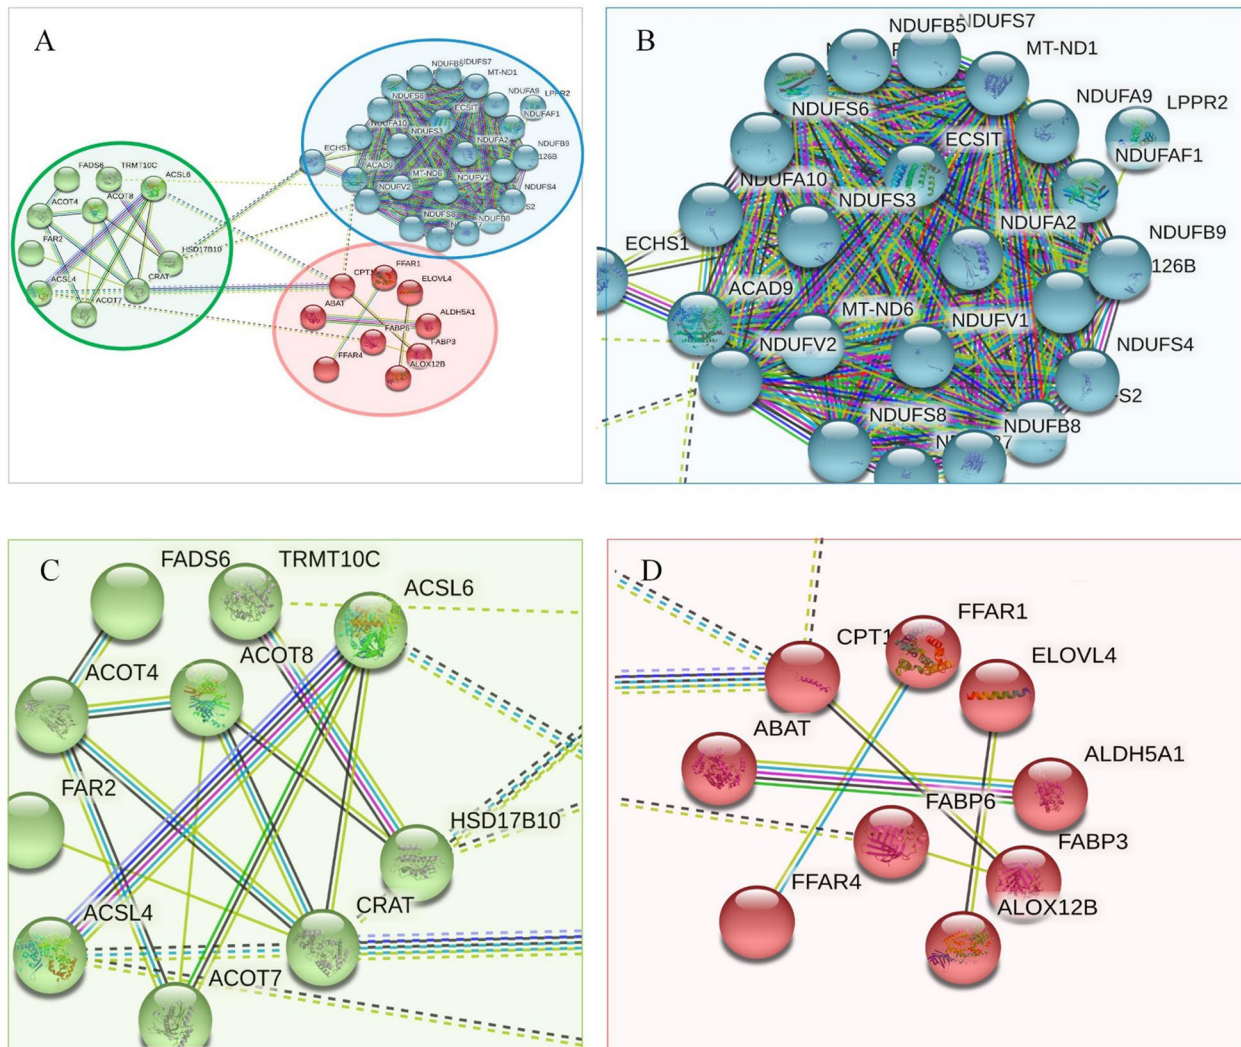 A
NDUFB5
NDUFS7
MT-ND1
NDUFA9
LPPR2
NDUFS6
ECSIT
NDUFAF1
NDUFA10
NDUFS3
NDUFA2
NDUFB9
ECHS1
126B
ACAD9
MT-ND6
NDUFV1
NDUFV2
NDUFS4
S2
NDUFS8
NDUFB8
FADS6
TRMT10C
ACSL6
ACOT4
ACOT8
FAR2
HSD17B10
ACSL4
CRAT
ACOT7
CPT1
FFAR1
ELOVL4
ABAT
ALDH5A1
FABP6
FABP3
FFAR4
ALOX12B
B
NDUFB5
NDUFS7
MT-ND1
NDUFS6
NDUFA9
LPPR2
ECSIT
NDUFAF1
NDUFA10
NDUFS3
NDUFA2
NDUFB9
ECHS1
126B
ACAD9
MT-ND6
NDUFV1
NDUFV2
NDUFS4
-S2
NDUFS8
NDUFB8
C
FADS6
TRMT10C
ACSL6
ACOT4
ACOT8
FAR2
HSD17B10
ACSL4
CRAT
ACOT7
D
FFAR1
CPT1
ELOVL4
ABAT
ALDH5A1
FABP6
FABP3
FFAR4
ALOX12B